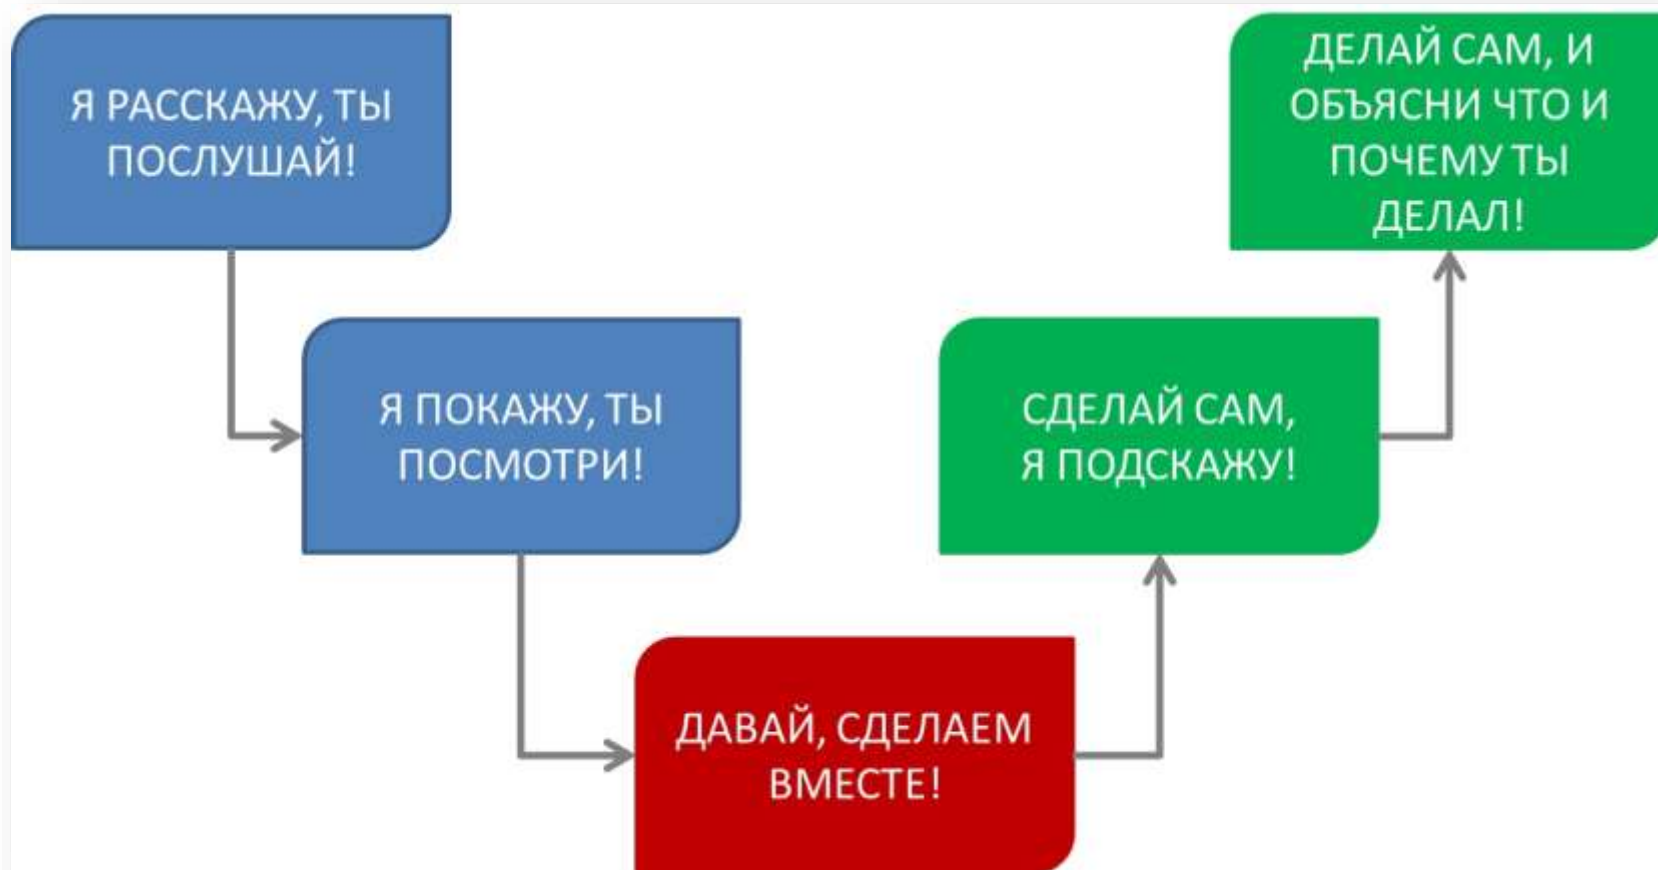 Я РАССКАЖУ, ТЫ
ПОСЛУШАЙ!
Я ПОКАЖУ, ТЫ
ПОСМОТРИ!
ДАВАЙ, СДЕЛАЕМ
ВМЕСТЕ!
СДЕЛАЙ САМ,
Я ПОДСКАЖУ!
ДЕЛАЙ САМ, И
ОБЪЯСНИ ЧТО И
ПОЧЕМУ ТЫ
ДЕЛАЛ!